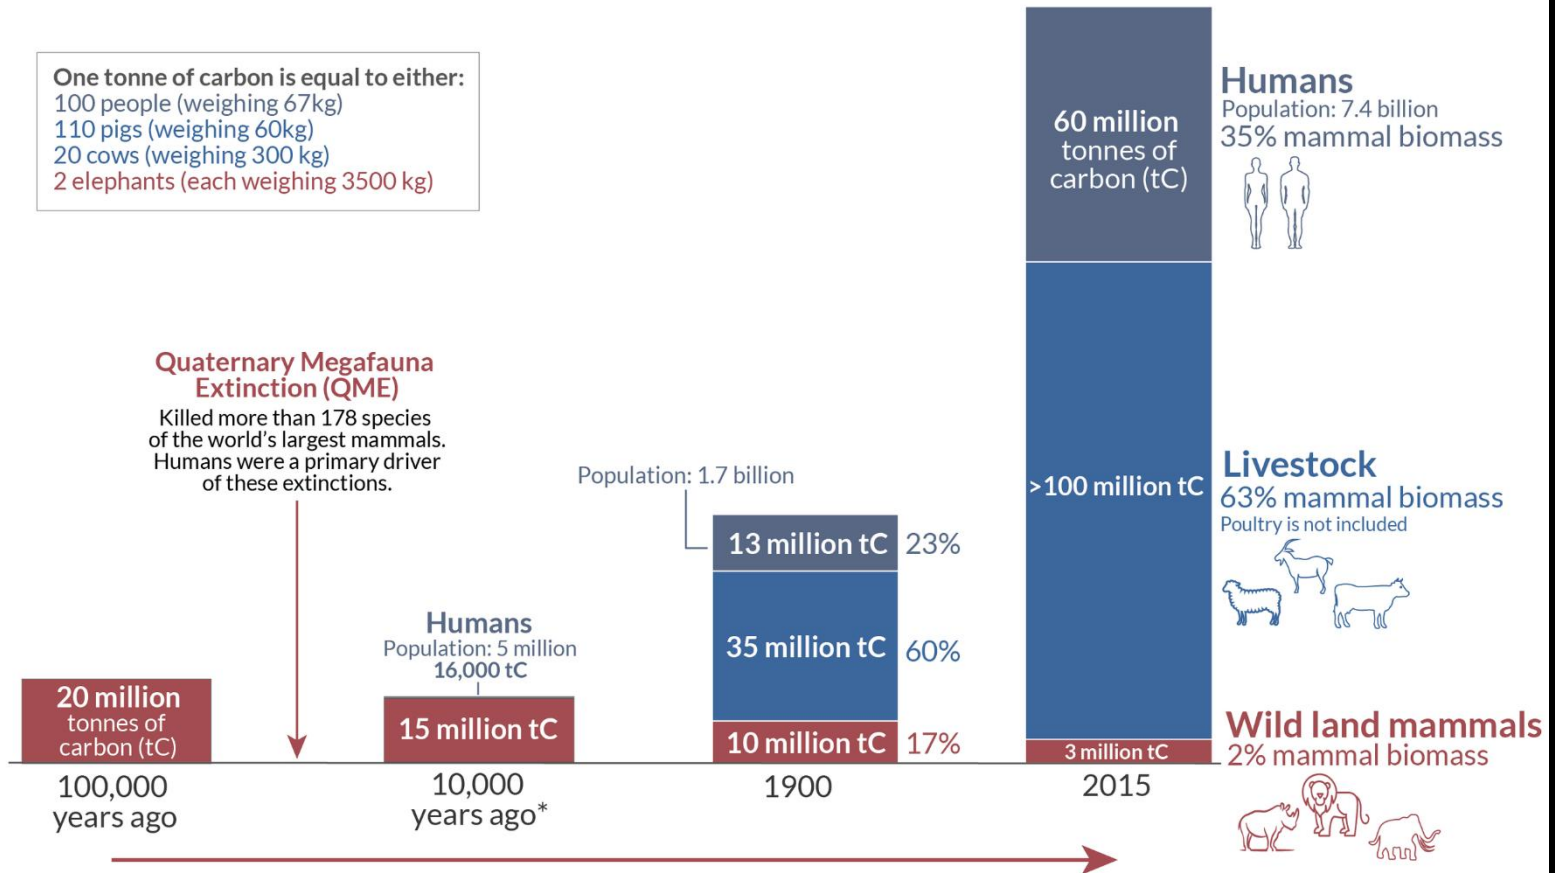 One tonne of carbon is equal to either:
100 people (weighing 67kg)
110 pigs (weighing 60kg)
20 cows (weighing 300 kg)
2 elephants (each weighing 3500 kg)
Quaternary Megafauna
Extinction (QME)
Killed more than 178 species
of the world's largest mammals.
Humans were a primary driver
of these extinctions.
20 million
tonnes of
carbon (tC)
100,000
years ago
Humans
Population: 5 million
16,000 tC
15 million tC
10,000
years ago*
Population: 1.7 billion
13 million tC 23%
35 million tC 60%
10 million tC 17%
1900
60 million
tonnes of
carbon (tC)
>100 million tC
3 million tC
2015
Humans
Population: 7.4 billion
35% mammal biomass
Livestock
63% mammal biomass
Poultry is not included
Wild land mammals
2% mammal biomass